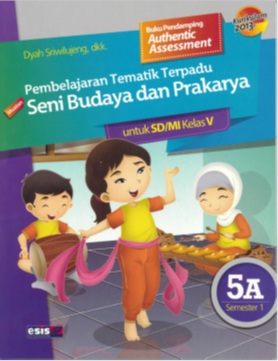 Dyah Sriwilujeng, dkk.
Buku Pendamping
Authentic
Assessment
Kurikulum
2013
Pembelajaran Tematik Terpadu
Muatan
Seni Budaya dan Prakarya
untuk SD/MI Kelas V
5A
Semester 1
esis